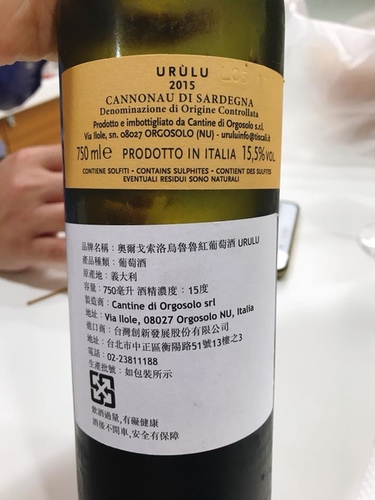 URÙLU
2015
CANNONAU DI SARDEGNA
Denominazione di Origine Controllata
Prodotto e imbottigliato da Cantine di Orgosolo s.r.l.
Via Ilole, sn. 08027 ORGOSOLO (NU) - uruluinfo@tiscali.it
750 ml e PRODOTTO IN ITALIA 15,5% VOL
CONTIENE SOLFITI - CONTAINS SULPHITES - CONTIENT DES SULFITES
EVENTUALI RESIDUI SONO NATURALI
品牌名稱：奧爾戈索洛烏魯魯紅葡萄酒 URULU
產品種類：葡萄酒
原產地：義大利
容量：750毫升 酒精濃度：15度
製造商：Cantine di Orgosolo srl
地址：Via Ilole, 08027 Orgosolo NU, Italia
進口商：台灣創新發展股份有限公司
地址：台北市中正區衡陽路51號13樓之3
電話：02-23811188
生產批號：如包裝所示
飲酒過量,有礙健康
酒後不開車,安全有保障